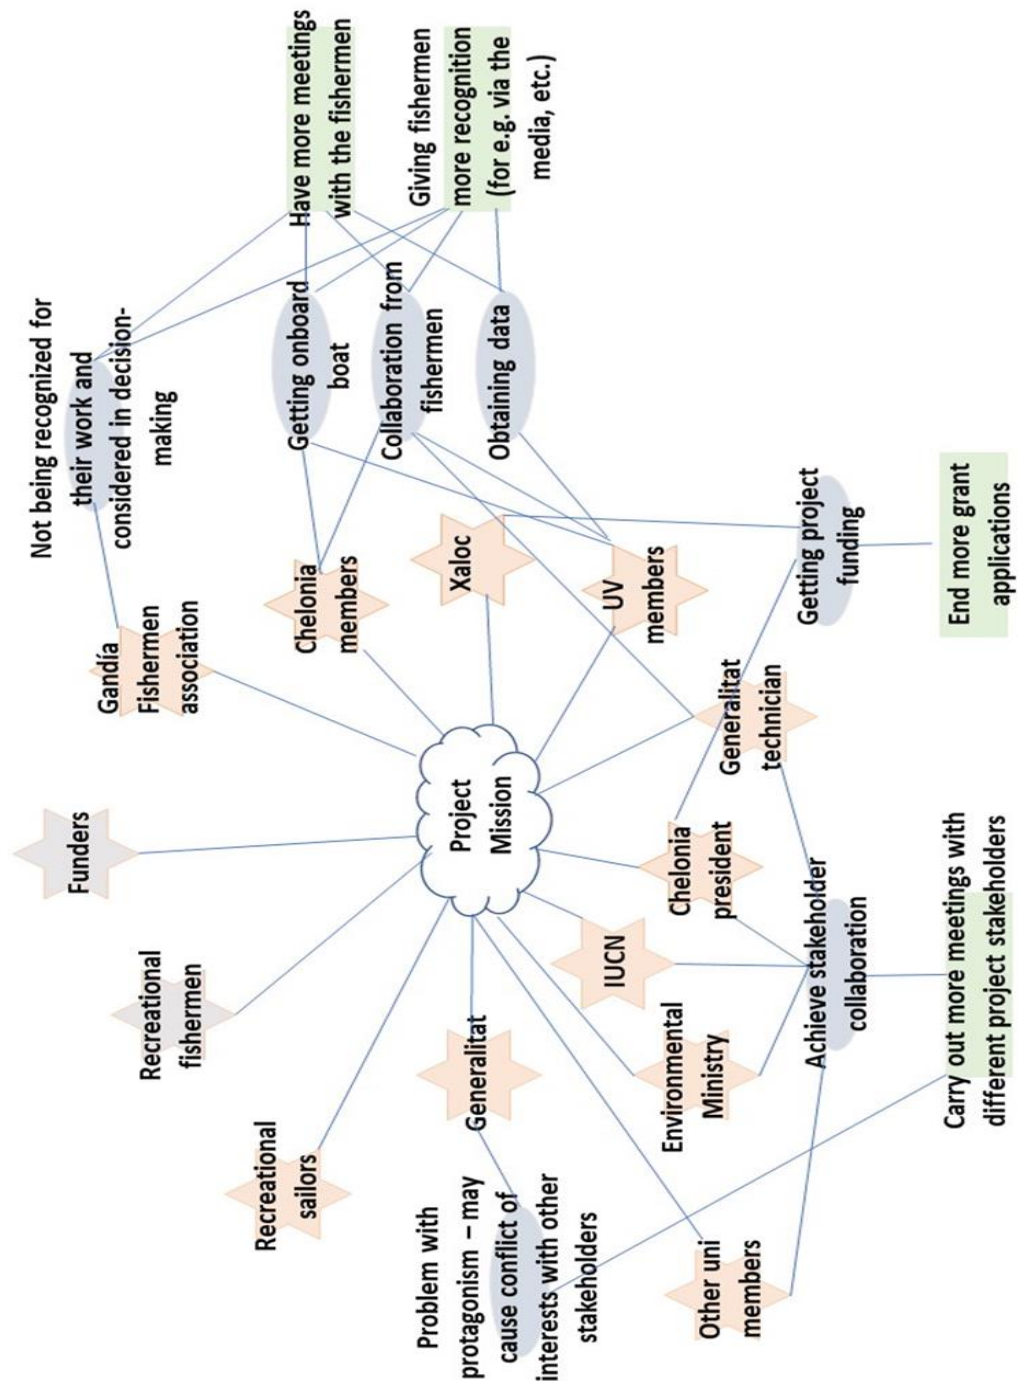 Not being recognized for
their work and
considered in decision-
making
Funders
Gandía
Fishermen
association
Recreational
fishermen
Recreational
sailors
Chelonia
members
Getting onboard
boat
Have more meetings
with the fishermen
Collaboration from
fishermen
Giving fishermen
more recognition
(for e.g. via the
media, etc.)
Problem with
protagonism – may
cause conflict of
interests with other
stakeholders
Generalitat
Project
Mission
Xaloc
Obtaining data
IUCN
UV
members
Environmental
Ministry
Chelonia
president
Other uni
members
Generalitat
technician
Achieve stakeholder
collaboration
Getting project
funding
Carry out more meetings with
different project stakeholders
End more grant
applications